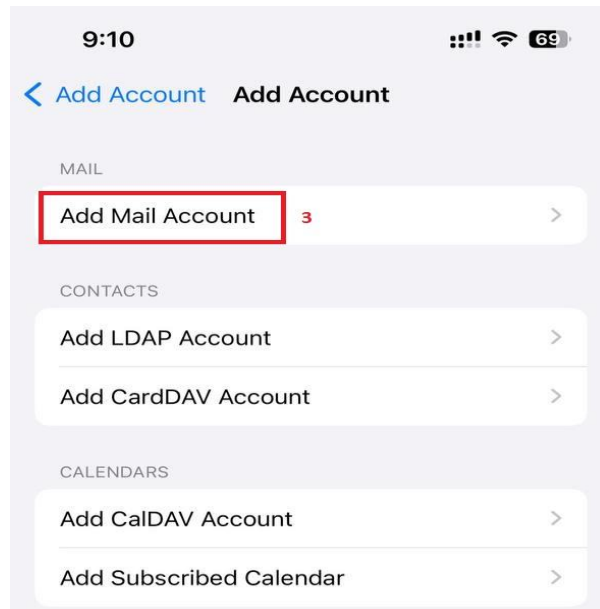 9:10 69
Add Account Add Account
MAIL
Add Mail Account 3
CONTACTS
Add LDAP Account
Add CardDAV Account
CALENDARS
Add CalDAV Account
Add Subscribed Calendar